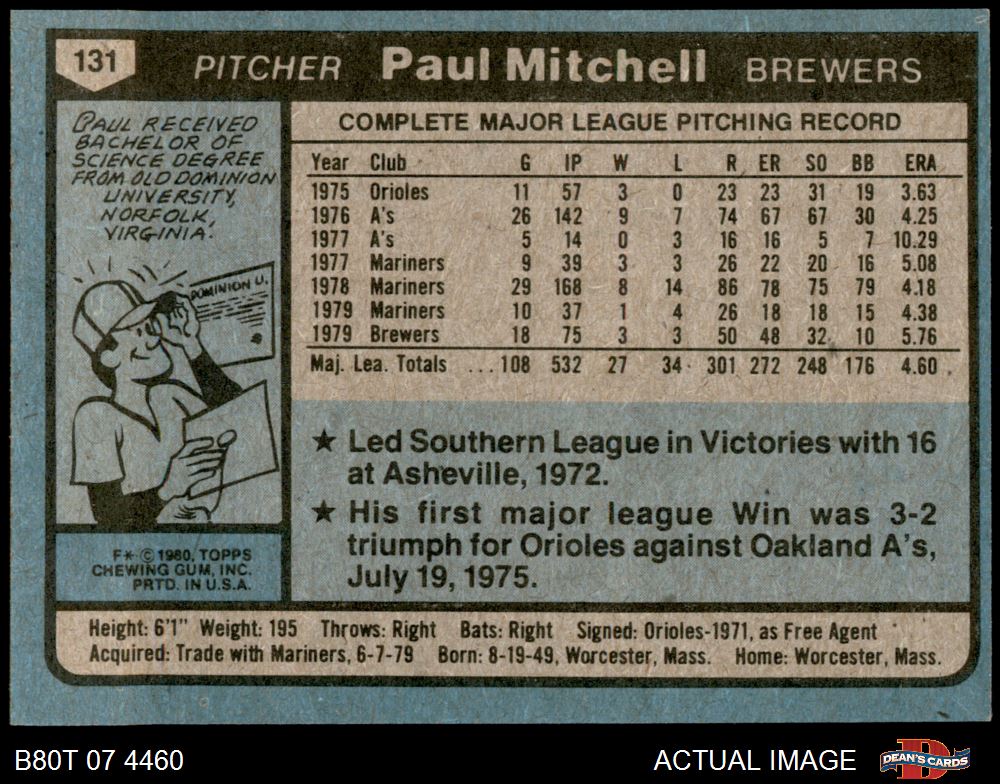 131 PITCHER Paul Mitchell BREWERS
PAUL RECEIVED
BACHELOR OF
SCIENCE DEGREE
FROM OLD DOMINION
UNIVERSITY,
NORFOLK,
VIRGINIA.
DOMINION U.
COMPLETE MAJOR LEAGUE PITCHING RECORD
Year Club G IP W L R ER SO BB ERA
1975 Orioles 11 57 3 0 23 23 31 19 3.63
1976 A's 26 142 9 7 74 67 67 30 4.25
1977 A's 5 14 0 3 16 16 5 7 10.29
1977 Mariners 9 39 3 3 26 22 20 16 5.08
1978 Mariners 29 168 8 14 86 78 75 79 4.18
1979 Mariners 10 37 1 4 26 18 18 15 4.38
1979 Brewers 18 75 3 3 50 48 32 10 5.76
Maj. Lea. Totals ...108 532 27 34 301 272 248 176 4.60
★ Led Southern League in Victories with 16
at Asheville, 1972.
★ His first major league Win was 3-2
triumph for Orioles against Oakland A's,
July 19, 1975.
F* © 1980, TOPPS
CHEWING GUM, INC.
PRTD. IN U.S.A.
Height: 6'1" Weight: 195 Throws: Right Bats: Right Signed: Orioles-1971, as Free Agent
Acquired: Trade with Mariners, 6-7-79 Born: 8-19-49, Worcester, Mass. Home: Worcester, Mass.
B80T 07 4460 ACTUAL IMAGE DEAN'S CARDS